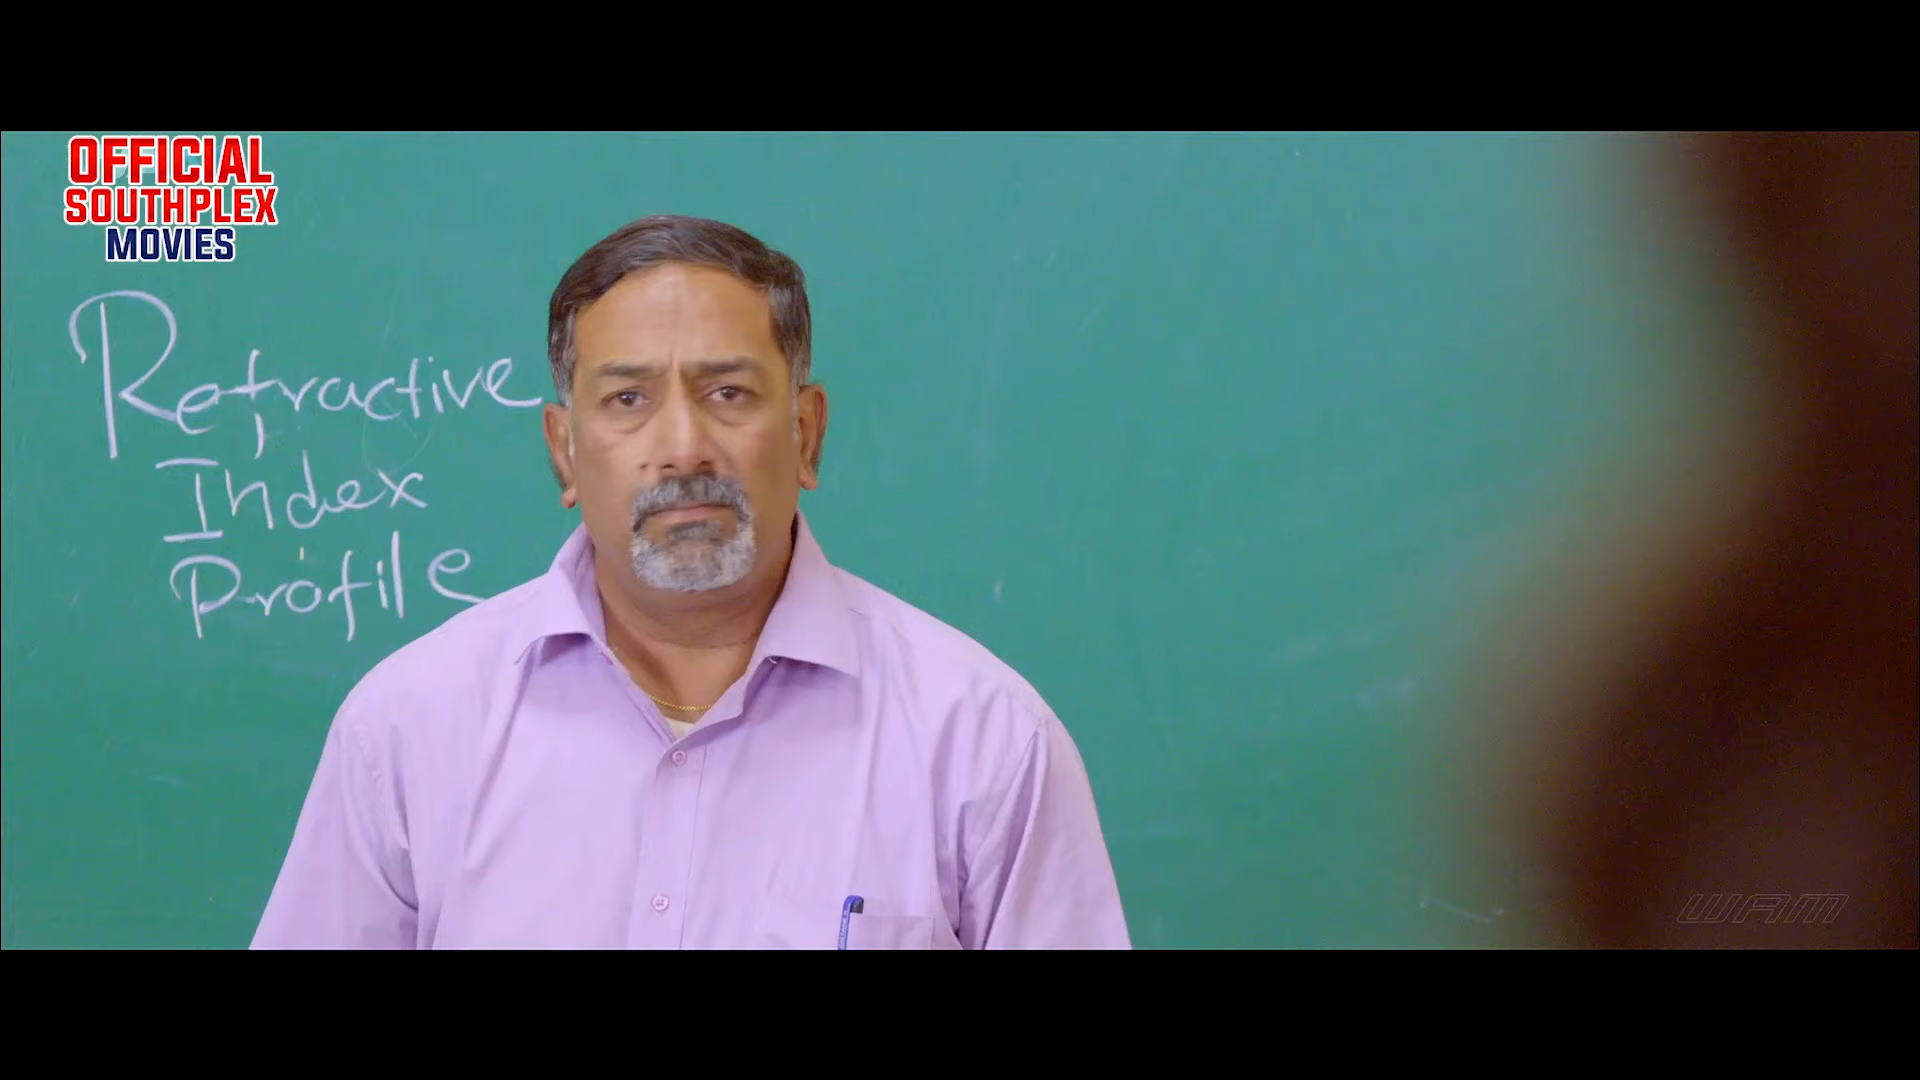 OFFICIAL
SOUTHPLEX
MOVIES
Refractive
Index
Profile
WAM